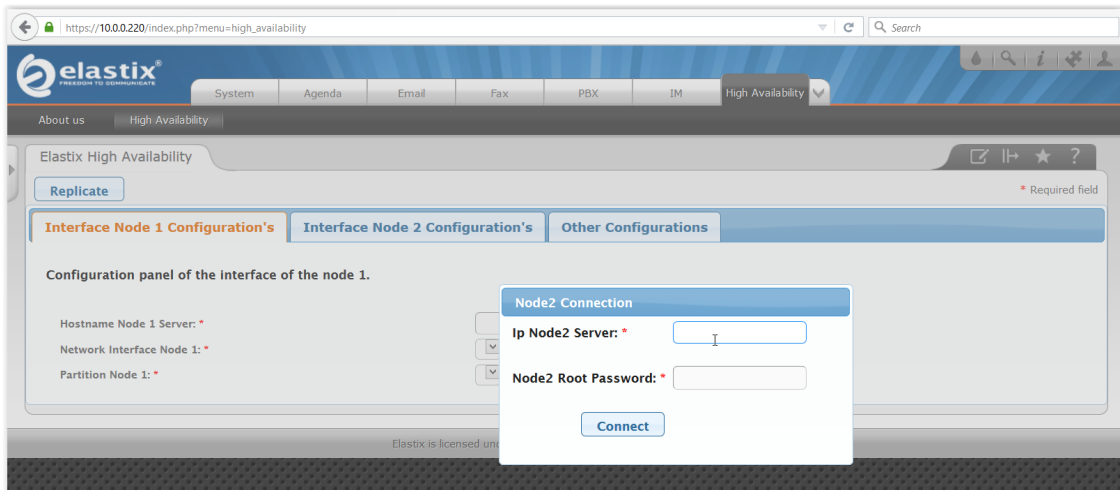 https://10.0.0.220/index.php?menu=high_availability
Search
elastix®
FREEDOM TO COMMUNICATE
System Agenda Email Fax PBX IM High Availability
About us High Availability
Elastix High Availability
Replicate
* Required field
Interface Node 1 Configuration's Interface Node 2 Configuration's Other Configurations
Configuration panel of the interface of the node 1.
Node2 Connection
Hostname Node 1 Server: *
Ip Node2 Server: *
Network Interface Node 1: *
Partition Node 1: *
Node2 Root Password: *
Connect
Elastix is licensed